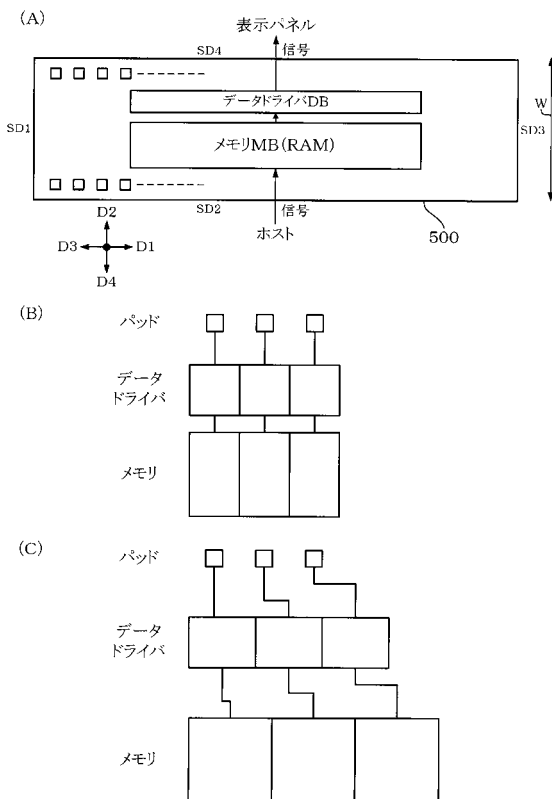 (A)
表示パネル
SD4
信号
データドライバDB
メモリMB(RAM)
SD1
SD3
W
SD2
信号
ホスト
500
D2
D3
D1
D4
(B)
パッド
データ
ドライバ
メモリ
(C)
パッド
データ
ドライバ
メモリ